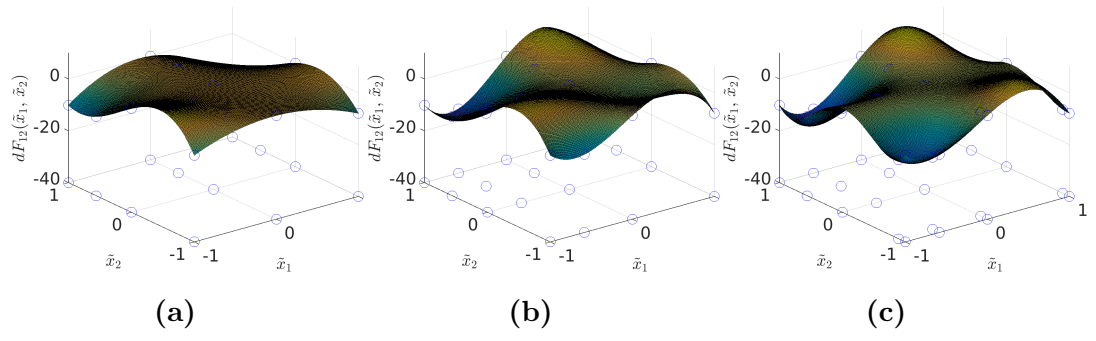 dF₁₂(x̃₁, x̃₂)
0
-20
-40
1
0
-1
x̃₂
-1
0
x̃₁
(a)
dF₁₂(x̃₁, x̃₂)
0
-20
-40
1
0
-1
x̃₂
-1
0
x̃₁
(b)
dF₁₂(x̃₁, x̃₂)
0
-20
-40
1
0
-1
x̃₂
-1
0
1
x̃₁
(c)